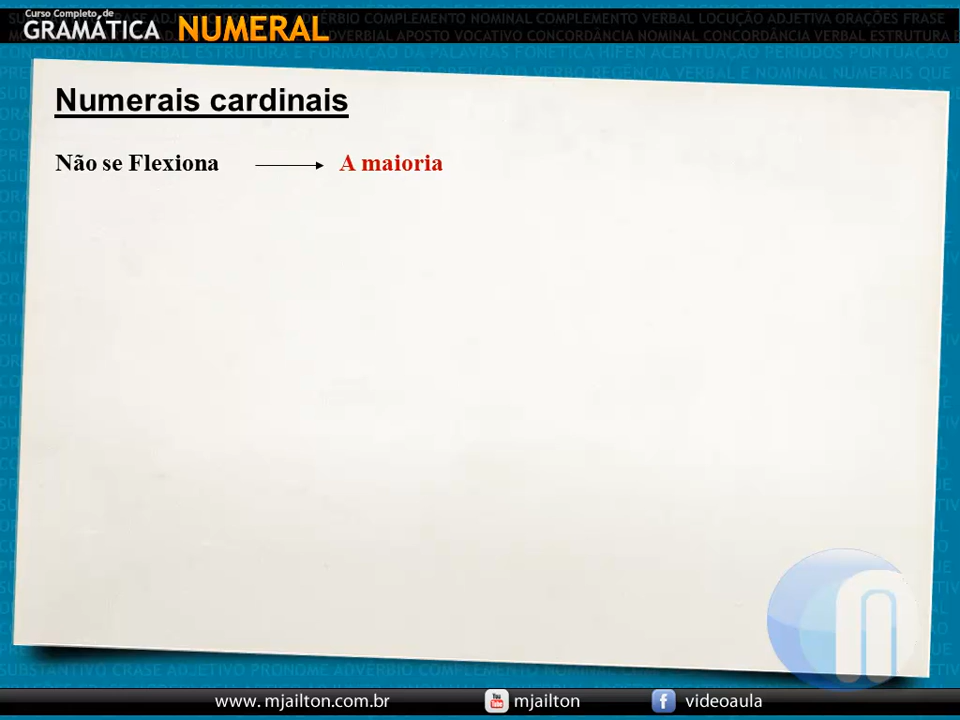 Curso Completo de
GRAMÁTICA NUMERAL
Numerais cardinais
Não se Flexiona → A maioria
www. mjailton.com.br mjailton videoaula